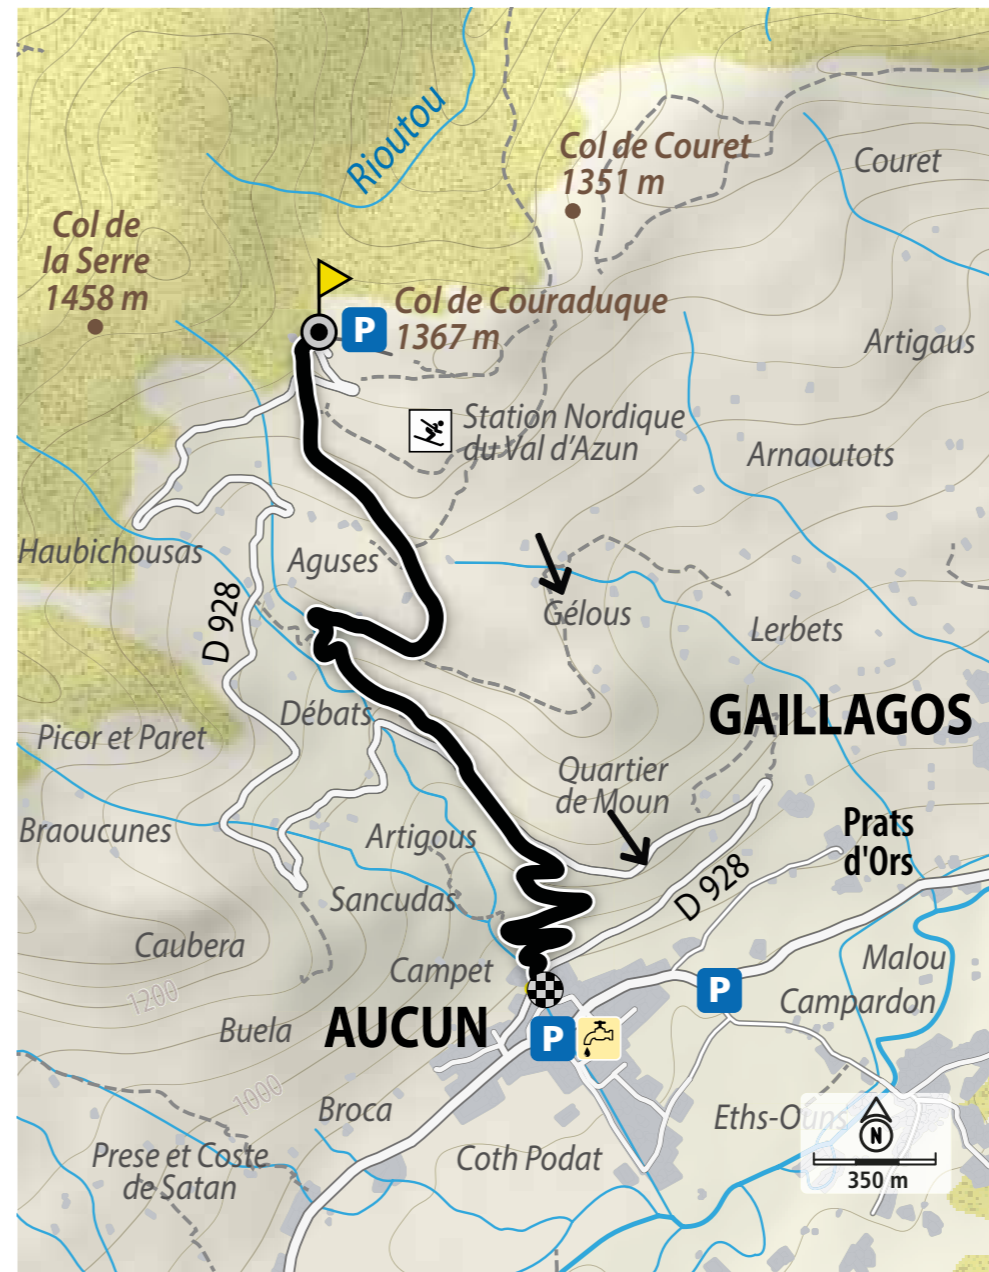 Rioutou
Col de Couret
1351 m
Couret
Col de
la Serre
1458 m
P
Col de Couraduque
1367 m
Artigaus
Station Nordique
du Val d'Azun
Arnaoutots
Haubichousas
Aguses
D 928
Gélous
Lerbets
GAILLAGOS
Débats
Picor et Paret
Quartier
de Moun
Braoucunes
Artigous
Prats
d'Ors
D 928
Sancudas
Caubera
Campet
Malou
1200
P
Campardon
Buela
AUCUN
P
1000
Broca
Eths-Ouns
N
Prese et Coste
de Satan
Coth Podat
350 m